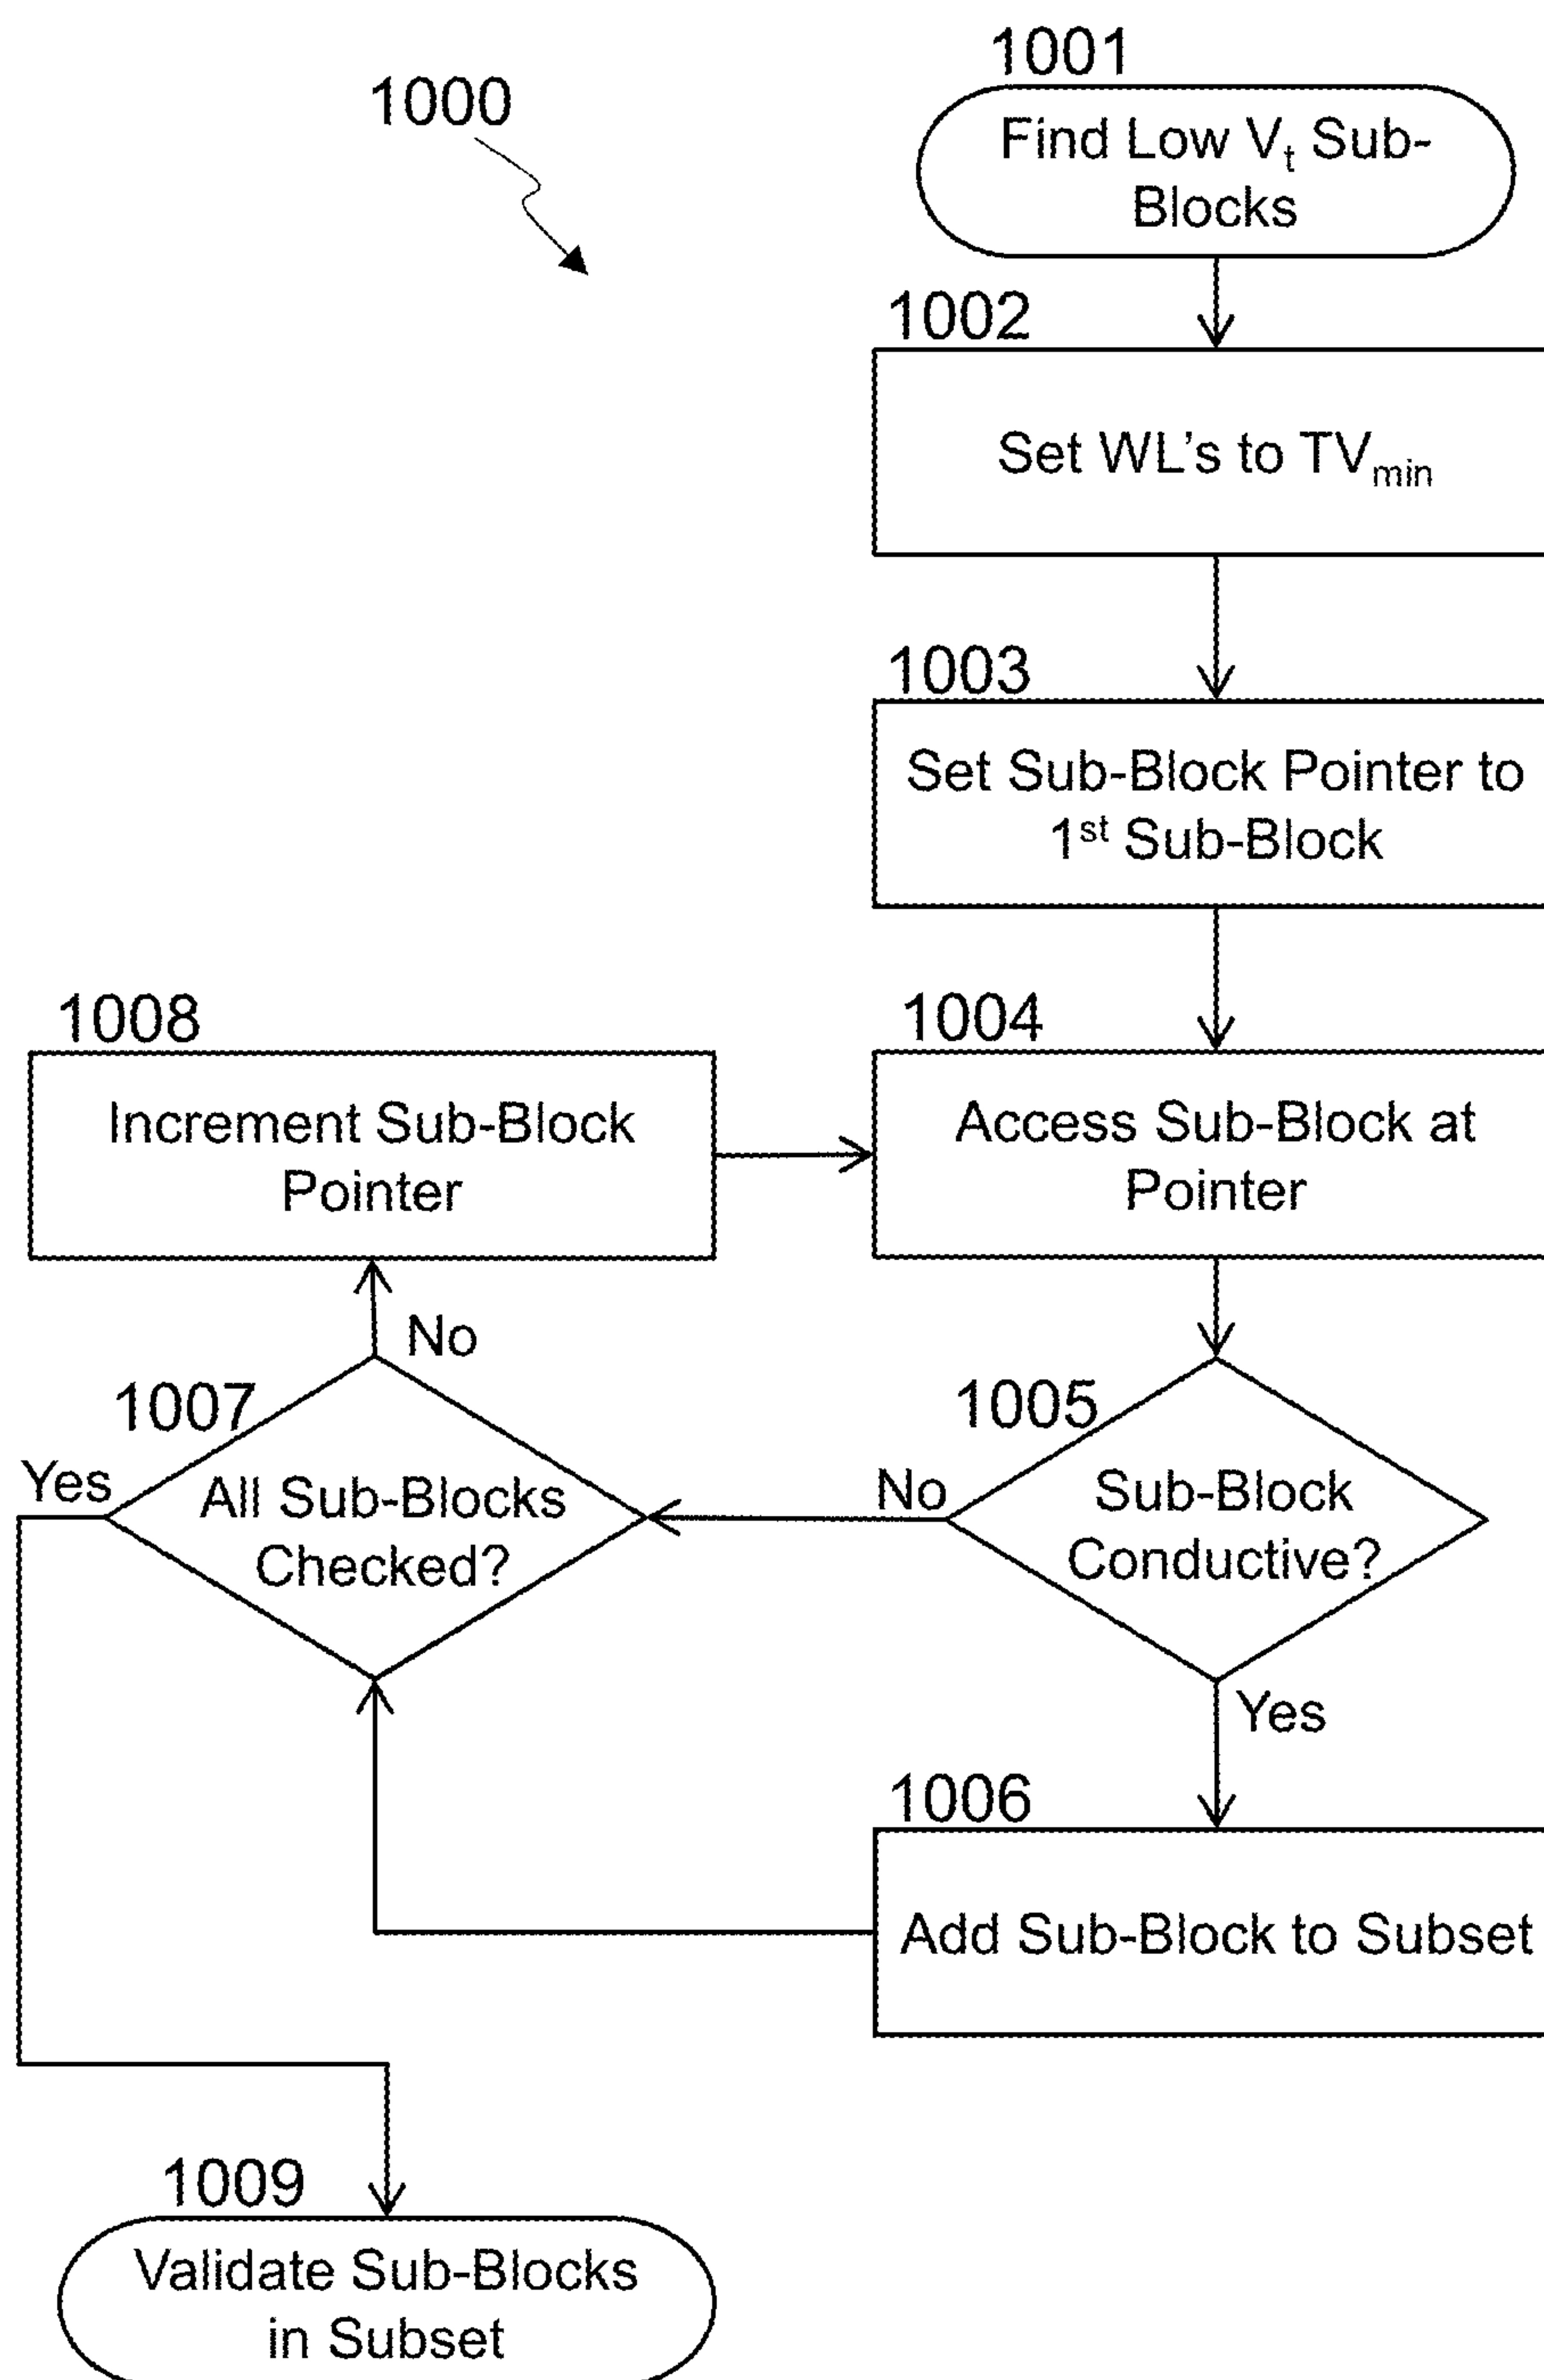 1000
1001
Find Low Vt Sub-
Blocks
1002
Set WL's to TVmin
1003
Set Sub-Block Pointer to
1st Sub-Block
1008
Increment Sub-Block
Pointer
1004
Access Sub-Block at
Pointer
No
1007
Yes
All Sub-Blocks
Checked?
1005
No
Sub-Block
Conductive?
Yes
1006
Add Sub-Block to Subset
1009
Validate Sub-Blocks
in Subset